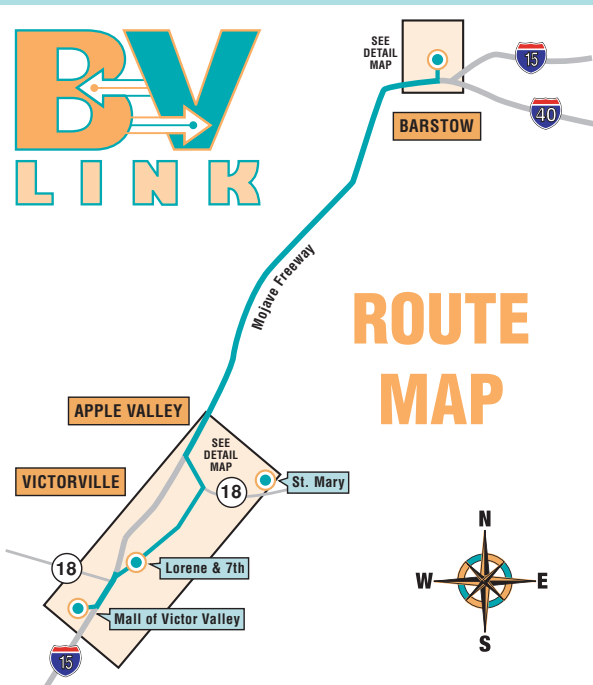 BV
LINK
SEE
DETAIL
MAP
15
40
BARSTOW
Mojave Freeway
ROUTE
MAP
APPLE VALLEY
SEE
DETAIL
MAP
VICTORVILLE
18
St. Mary
18
Lorene & 7th
Mall of Victor Valley
15
N
W
E
S